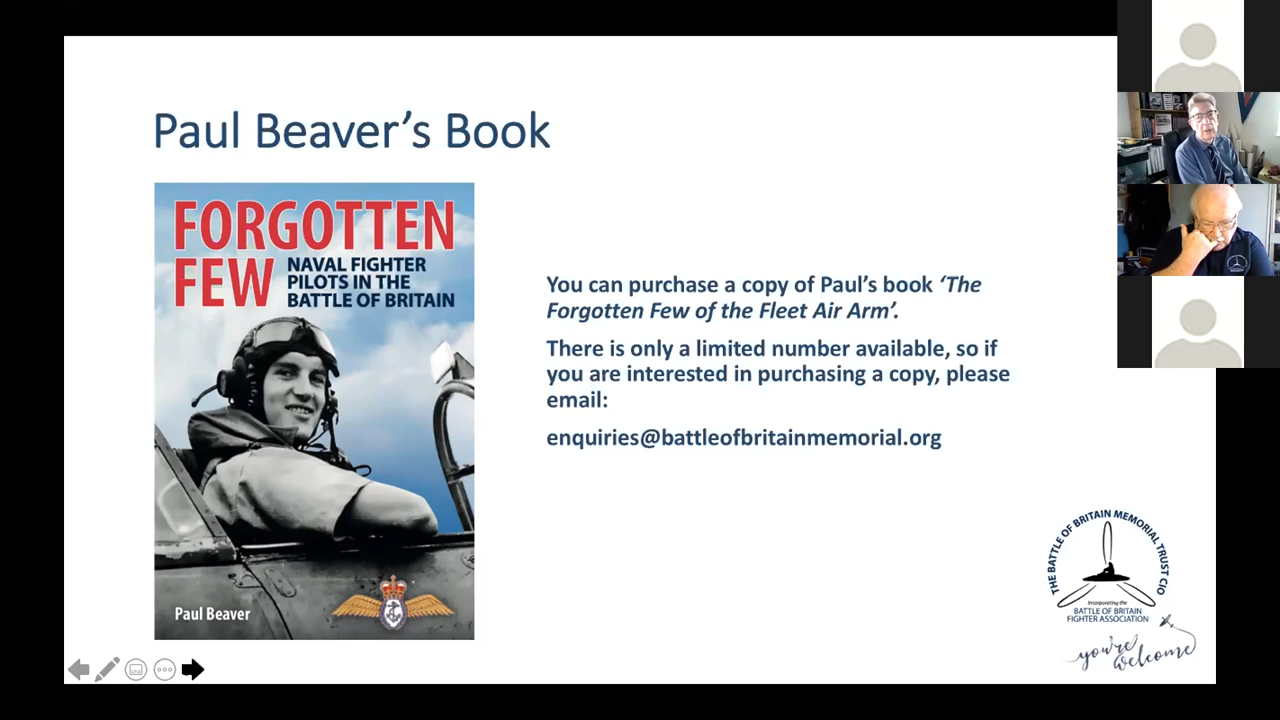 Paul Beaver’s Book
FORGOTTEN
FEW
NAVAL FIGHTER
PILOTS IN THE
BATTLE OF BRITAIN
Paul Beaver
You can purchase a copy of Paul’s book ‘The
Forgotten Few of the Fleet Air Arm’.
There is only a limited number available, so if
you are interested in purchasing a copy, please
email:
enquiries@battleofbritainmemorial.org
THE BATTLE OF BRITAIN MEMORIAL TRUST CIO
Incorporating the
BATTLE OF BRITAIN
FIGHTER ASSOCIATION
you're
welcome